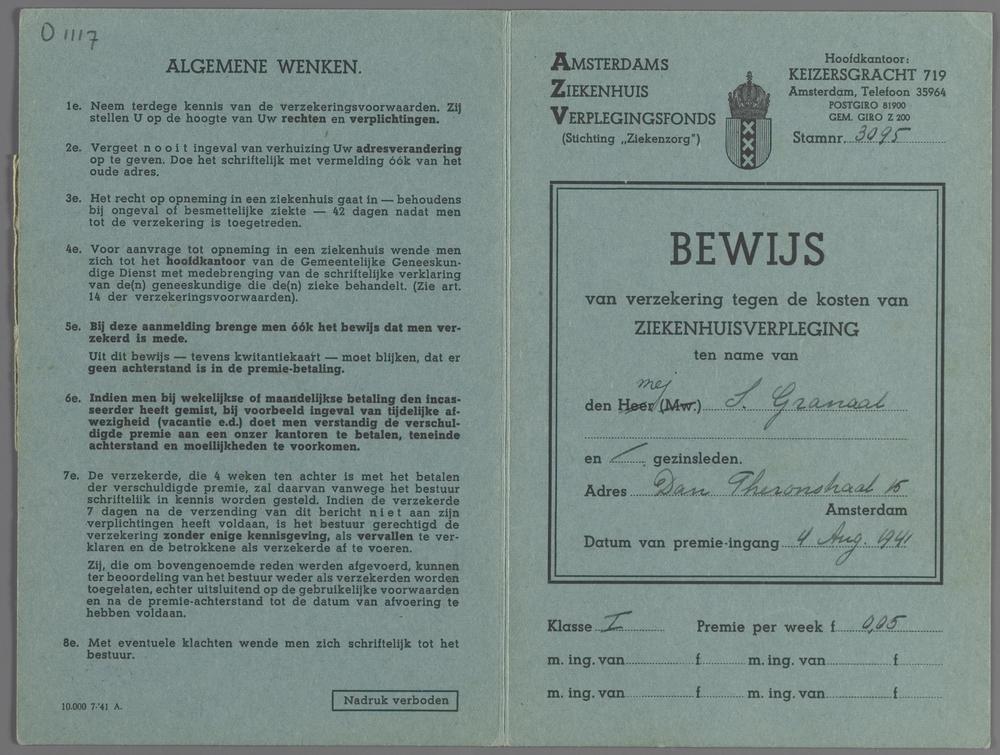 O 1117
ALGEMENE WENKEN.
1e. Neem terdege kennis van de verzekeringsvoorwaarden. Zij
stellen U op de hoogte van Uw rechten en verplichtingen.
2e. Vergeet nooit ingeval van verhuizing Uw adresverandering
op te geven. Doe het schriftelijk met vermelding óók van het
oude adres.
3e. Het recht op opneming in een ziekenhuis gaat in — behoudens
bij ongeval of besmettelijke ziekte — 42 dagen nadat men
tot de verzekering is toegetreden.
4e. Voor aanvrage tot opneming in een ziekenhuis wende men
zich tot het hoofdkantoor van de Gemeentelijke Geneeskun-
dige Dienst met medebrenging van de schriftelijke verklaring
van de(n) geneeskundige die de(n) zieke behandelt. (Zie art.
14 der verzekeringsvoorwaarden).
5e. Bij deze aanmelding brenge men óók het bewijs dat men ver-
zekerd is mede.
Uit dit bewijs — tevens kwitantiekaart — moet blijken, dat er
geen achterstand is in de premie-betaling.
6e. Indien men bij wekelijkse of maandelijkse betaling den incas-
seerder heeft gemist, bij voorbeeld ingeval van tijdelijke af-
wezigheid (vacantie e.d.) doet men verstandig de verschul-
digde premie aan een onzer kantoren te betalen, teneinde
achterstand en moeilijkheden te voorkomen.
7e. De verzekerde, die 4 weken ten achter is met het betalen
der verschuldigde premie, zal daarvan vanwege het bestuur
schriftelijk in kennis worden gesteld. Indien de verzekerde
7 dagen na de verzending van dit bericht niet aan zijn
verplichtingen heeft voldaan, is het bestuur gerechtigd de
verzekering zonder enige kennisgeving, als vervallen te ver-
klaren en de betrokkene als verzekerde af te voeren.
Zij, die om bovengenoemde reden werden afgevoerd, kunnen
ter beoordeling van het bestuur weder als verzekerden worden
toegelaten, echter uitsluitend op de gebruikelijke voorwaarden
en na de premie-achterstand tot de datum van afvoering te
hebben voldaan.
8e. Met eventuele klachten wende men zich schriftelijk tot het
bestuur.
10.000 7-'41 A.
Nadruk verboden
AMSTERDAMS
ZIEKENHUIS
VERPLEGINGSFONDS
(Stichting „Ziekenzorg")
Hoofdkantoor:
KEIZERSGRACHT 719
Amsterdam, Telefoon 35964
POSTGIRO 81900
GEM. GIRO Z 200
Stamnr. 3095
BEWIJS
van verzekering tegen de kosten van
ZIEKENHUISVERPLEGING
ten name van
mej
den Heer (Mw.) S. Granaal
en gezinsleden.
Adres Dan Theronstraat 15
Amsterdam
Datum van premie-ingang 4 Aug. 1941
Klasse I Premie per week f 0,05
m. ing. van f m. ing. van f
m. ing. van f m. ing. van f